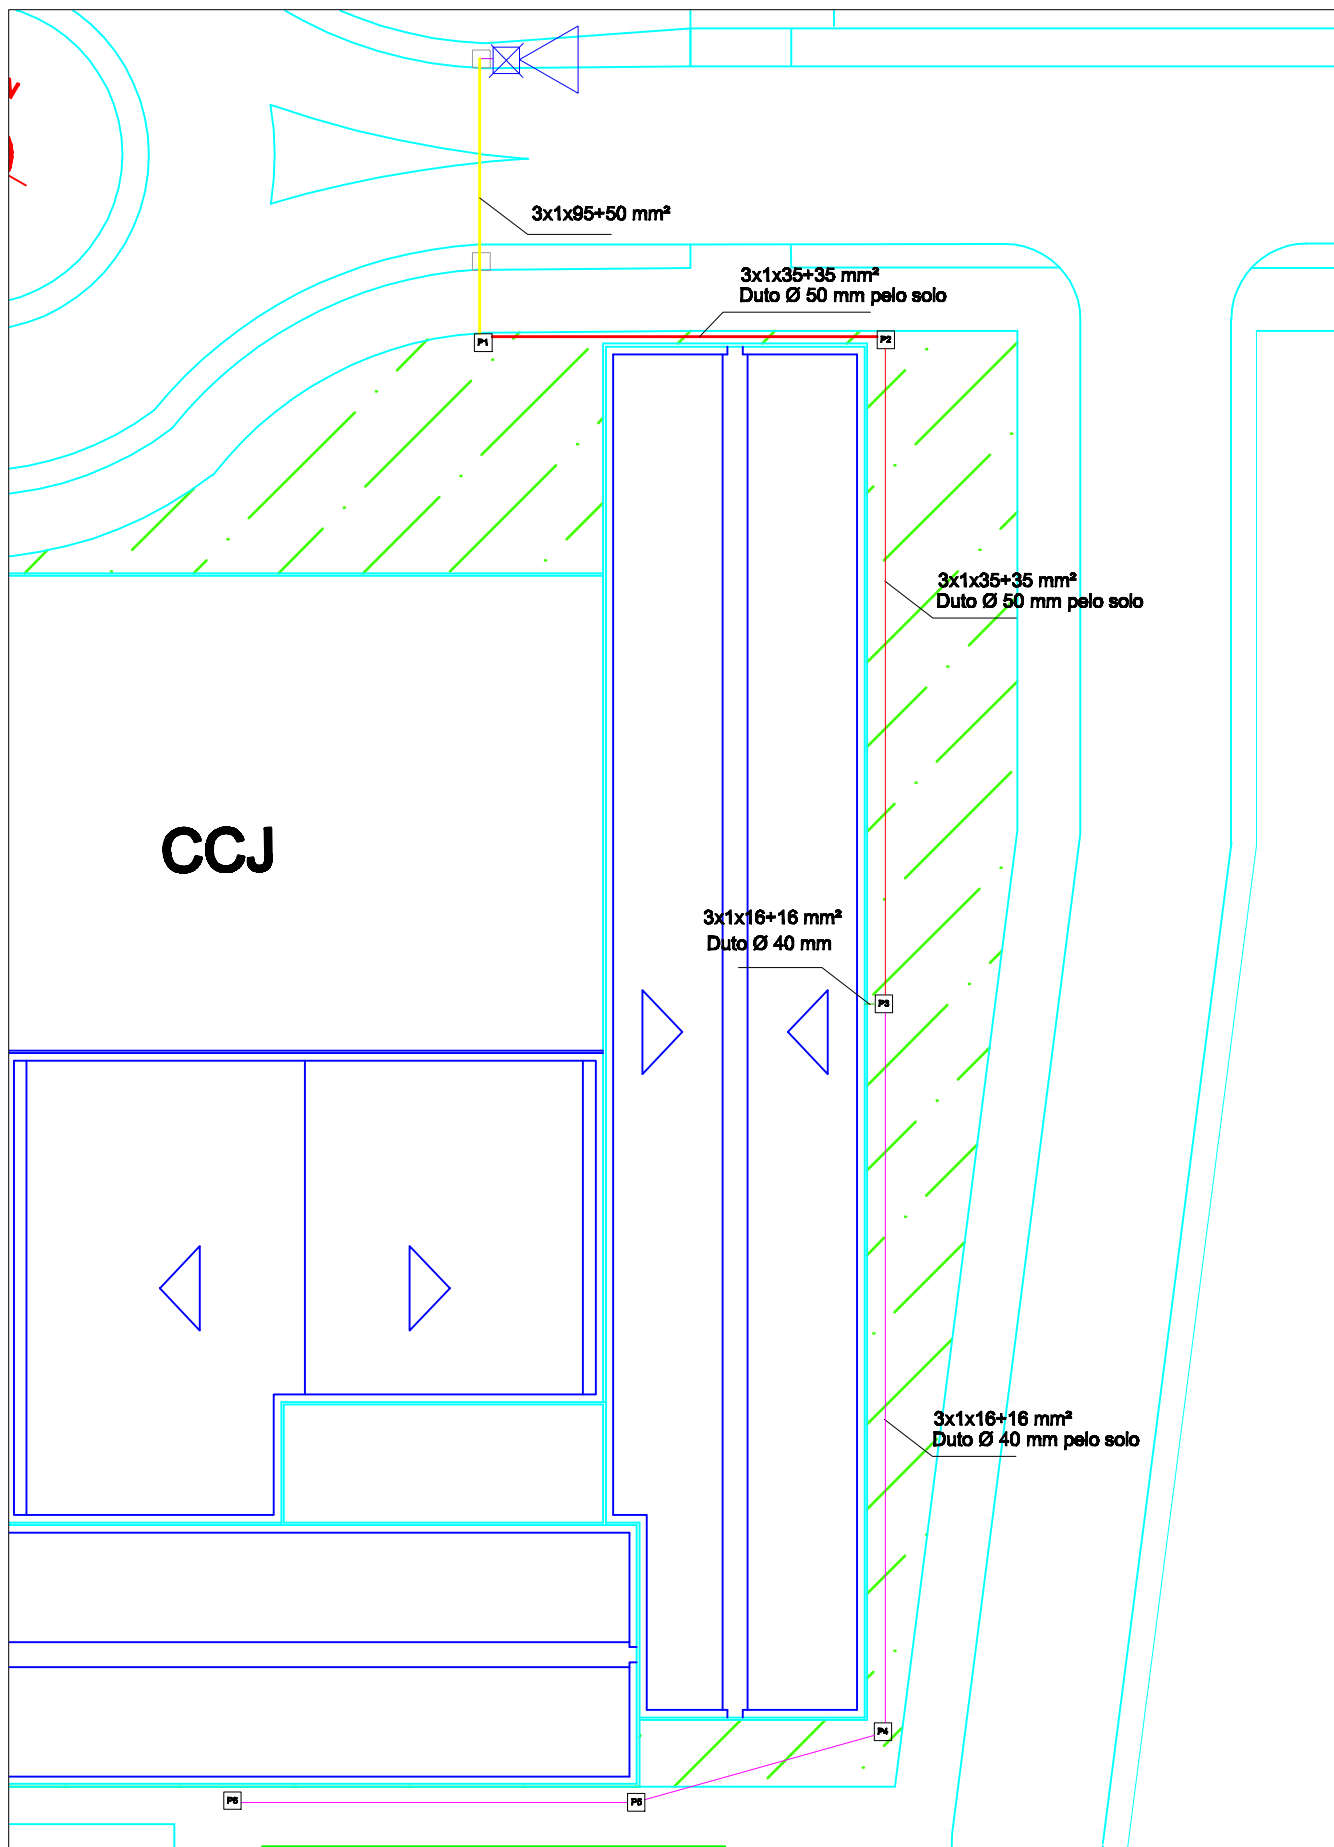 3x1x95+50 mm²
3x1x35+35 mm²
Duto Ø 50 mm pelo solo
P1
P2
3x1x35+35 mm²
Duto Ø 50 mm pelo solo
CCJ
3x1x16+16 mm²
Duto Ø 40 mm
P3
3x1x16+16 mm²
Duto Ø 40 mm pelo solo
P4
P6
P5